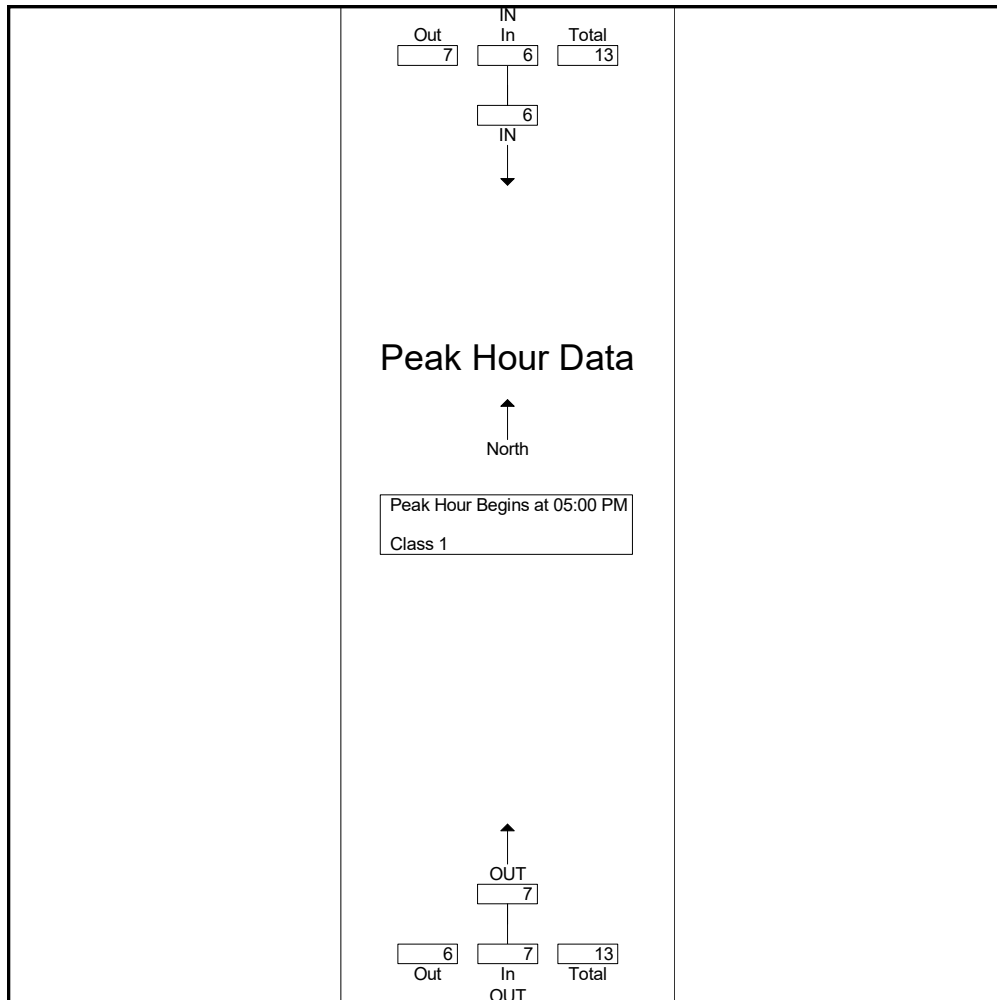 IN
Out In Total
7 6 13
6
IN
Peak Hour Data
North
Peak Hour Begins at 05:00 PM
Class 1
OUT
7
6 7 13
Out In Total
OUT